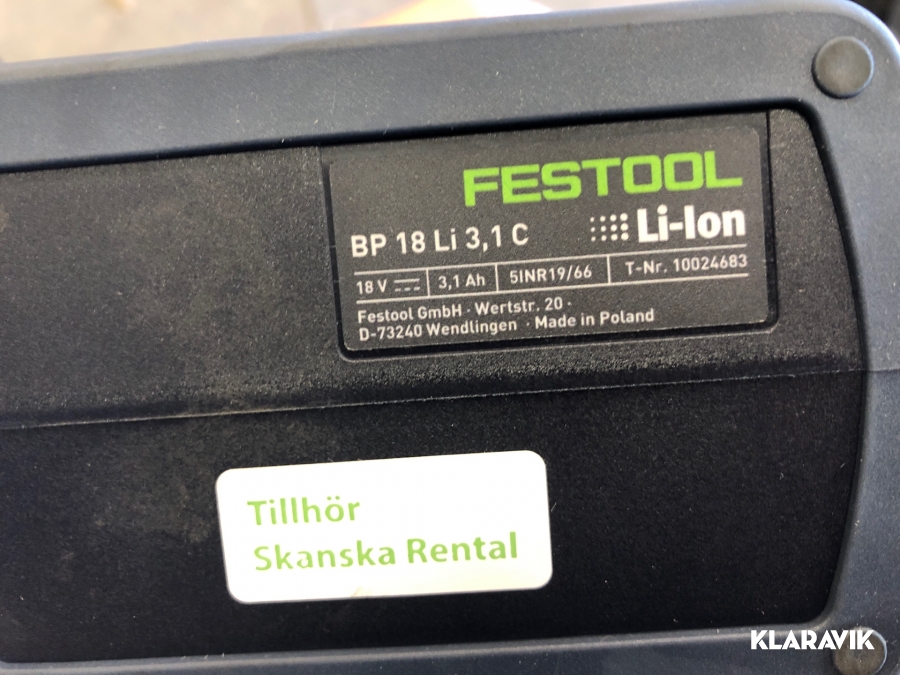 FESTOOL
BP 18 Li 3,1 C
Li-Ion
18 V
3,1 Ah
5INR19/66
T-Nr. 10024683
Festool GmbH · Wertstr. 20 ·
D-73240 Wendlingen · Made in Poland
Tillhör
Skanska Rental
KLARAVIK